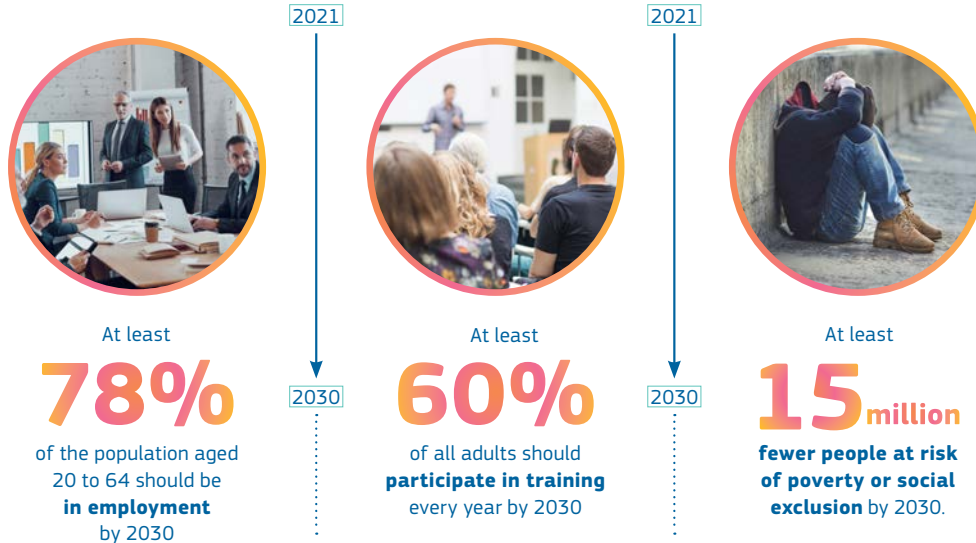 2021
2021
At least
78%
of the population aged
20 to 64 should be
in employment
by 2030
2030
At least
60%
of all adults should
participate in training
every year by 2030
2030
At least
15 million
fewer people at risk
of poverty or social
exclusion by 2030.